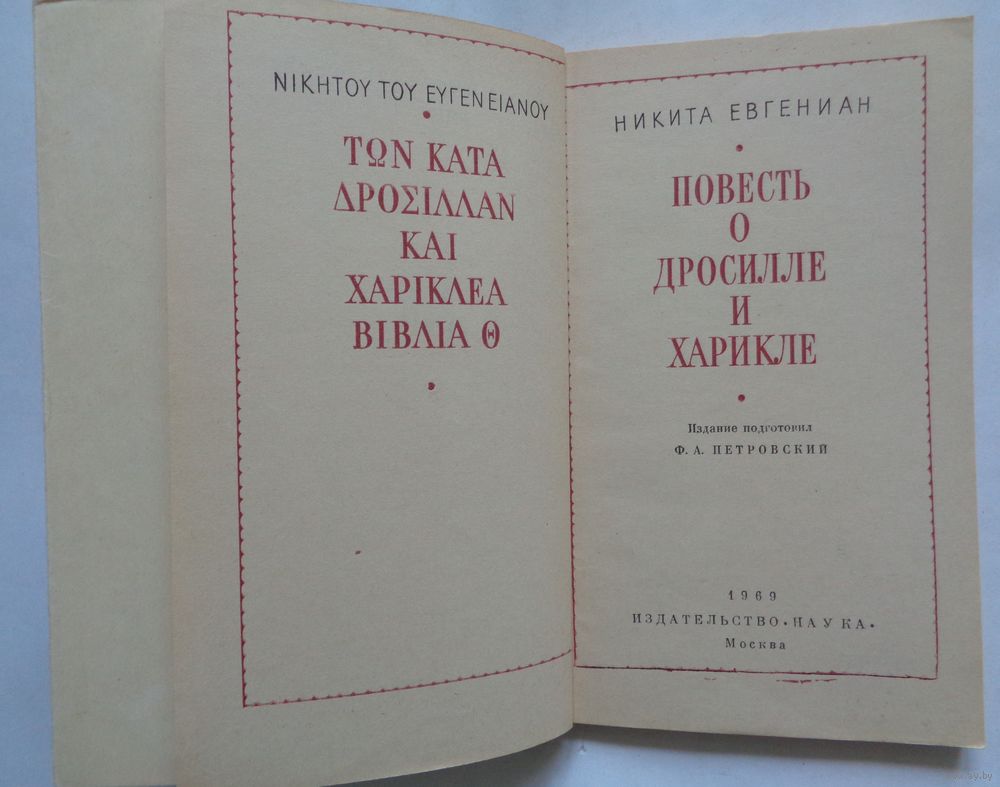 ΝΙΚΗΤΟΥ ΤΟΥ ΕΥΓΕΝΕΙΑΝΟΥ
ΤΩΝ ΚΑΤΑ
ΔΡΟΣΙΛΛΑΝ
ΚΑΙ
ΧΑΡΙΚΛΕΑ
ΒΙΒΛΙΑ Θ
НИКИТА ЕВГЕНИАН
ПОВЕСТЬ
О
ДРОСИЛЛЕ
И
ХАРИКЛЕ
Издание подготовил
Ф. А. ПЕТРОВСКИЙ
1969
ИЗДАТЕЛЬСТВО • НАУКА •
Москва